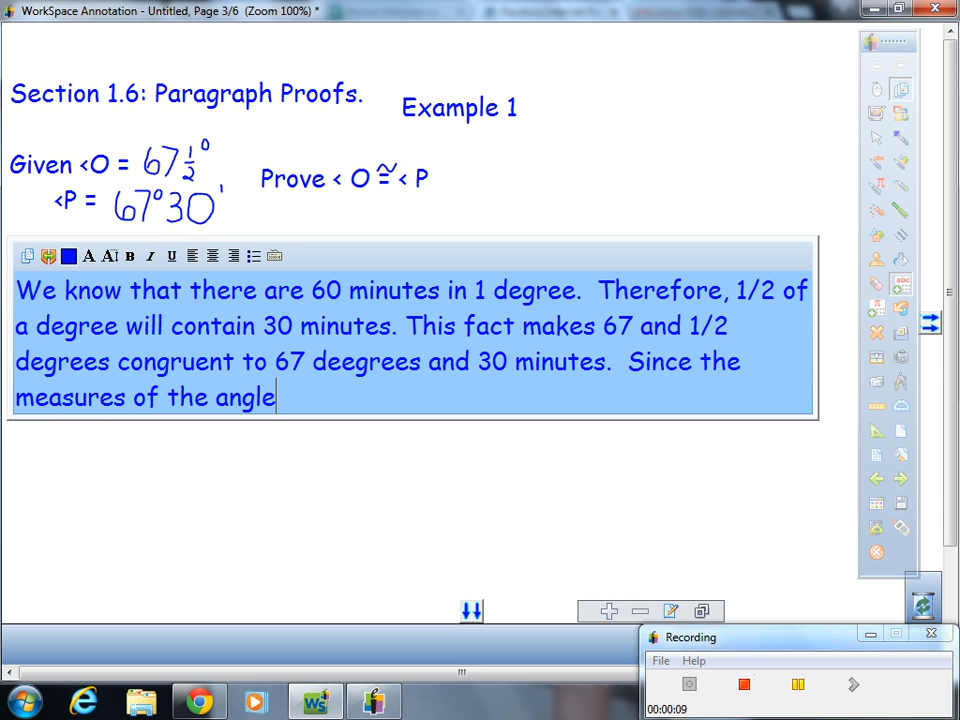 WorkSpace Annotation - Untitled, Page 3/6 (Zoom 100%) *
Section 1.6: Paragraph Proofs.
Example 1
Given <O = 67 1/2 °
Prove < O ≅ < P
<P = 67° 30'
We know that there are 60 minutes in 1 degree.  Therefore, 1/2 of
a degree will contain 30 minutes. This fact makes 67 and 1/2
degrees congruent to 67 deegrees and 30 minutes.  Since the
measures of the angle
Recording
File Help
00:00:09